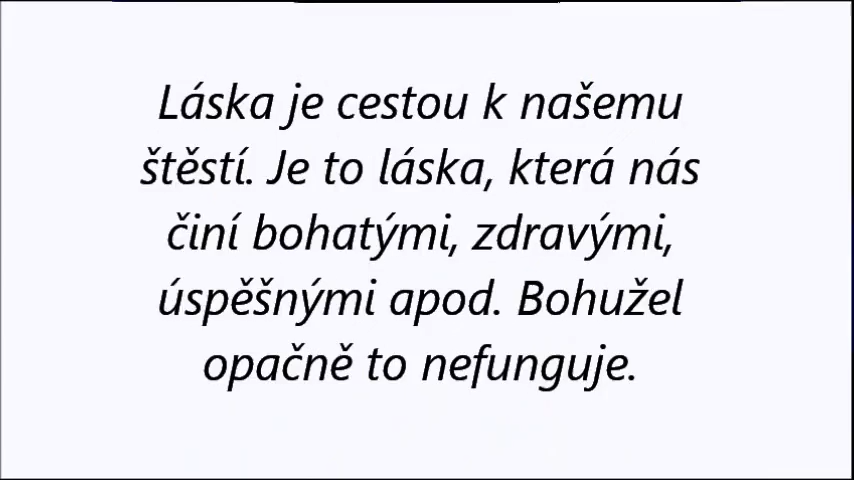 Láska je cestou k našemu
štěstí. Je to láska, která nás
činí bohatými, zdravými,
úspěšnými apod. Bohužel
opačně to nefunguje.